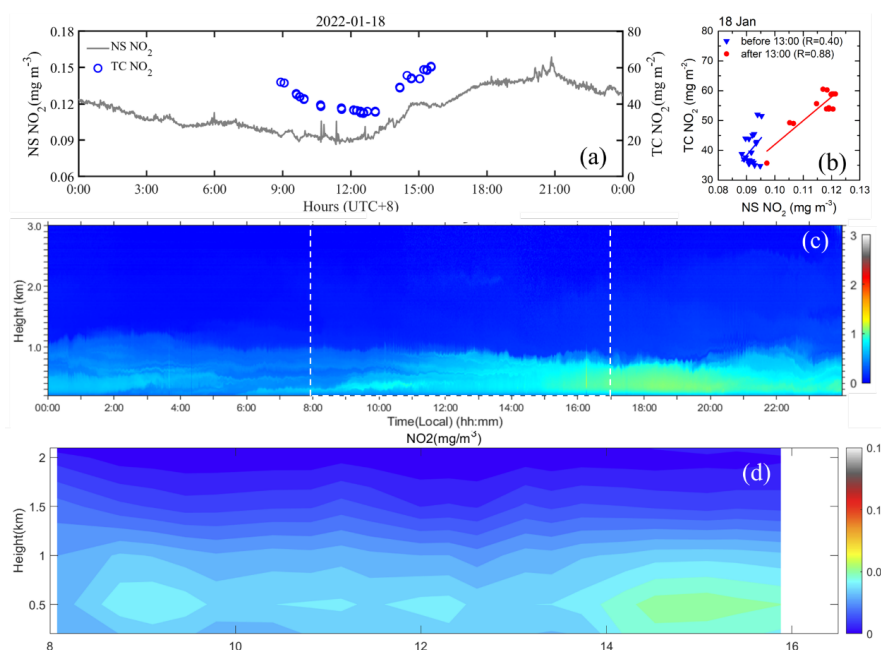 2022-01-18
NS NO2 (mg m-3)
0.18
0.15
0.12
0.09
0.06
NS NO2
TC NO2
(a)
80
60
40
20
0
TC NO2 (mg m-2)
0:00 3:00 6:00 9:00 12:00 15:00 18:00 21:00 0:00
Hours (UTC+8)
18 Jan
TC NO2 (mg m-2)
80
70
60
50
40
30
before 13:00 (R=0.40)
after 13:00 (R=0.88)
(b)
0.08 0.09 0.10 0.11 0.12 0.13
NS NO2 (mg m-3)
Height (km)
3.0
2.0
1.0
(c)
3
2
1
0
00:00 02:00 04:00 06:00 8:00 10:00 12:00 14:00 16:00 18:00 20:00 22:00
Time(Local) (hh:mm)
NO2(mg/m3)
Height(km)
2
1.5
1
0.5
(d)
0.1
0.1
0.0
0
8 10 12 14 16